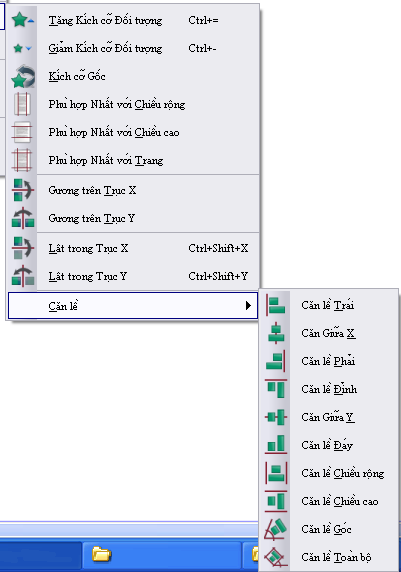 Tăng Kích cỡ Đối tượng Ctrl+=
Giảm Kích cỡ Đối tượng Ctrl+-
Kích cỡ Gốc
Phù hợp Nhất với Chiều rộng
Phù hợp Nhất với Chiều cao
Phù hợp Nhất với Trang
Gương trên Trục X
Gương trên Trục Y
Lật trong Trục X Ctrl+Shift+X
Lật trong Trục Y Ctrl+Shift+Y
Căn lề
Căn lề Trái
Căn Giữa X
Căn lề Phải
Căn lề Đỉnh
Căn Giữa Y
Căn lề Đáy
Căn lề Chiều rộng
Căn lề Chiều cao
Căn lề Góc
Căn lề Toàn bộ